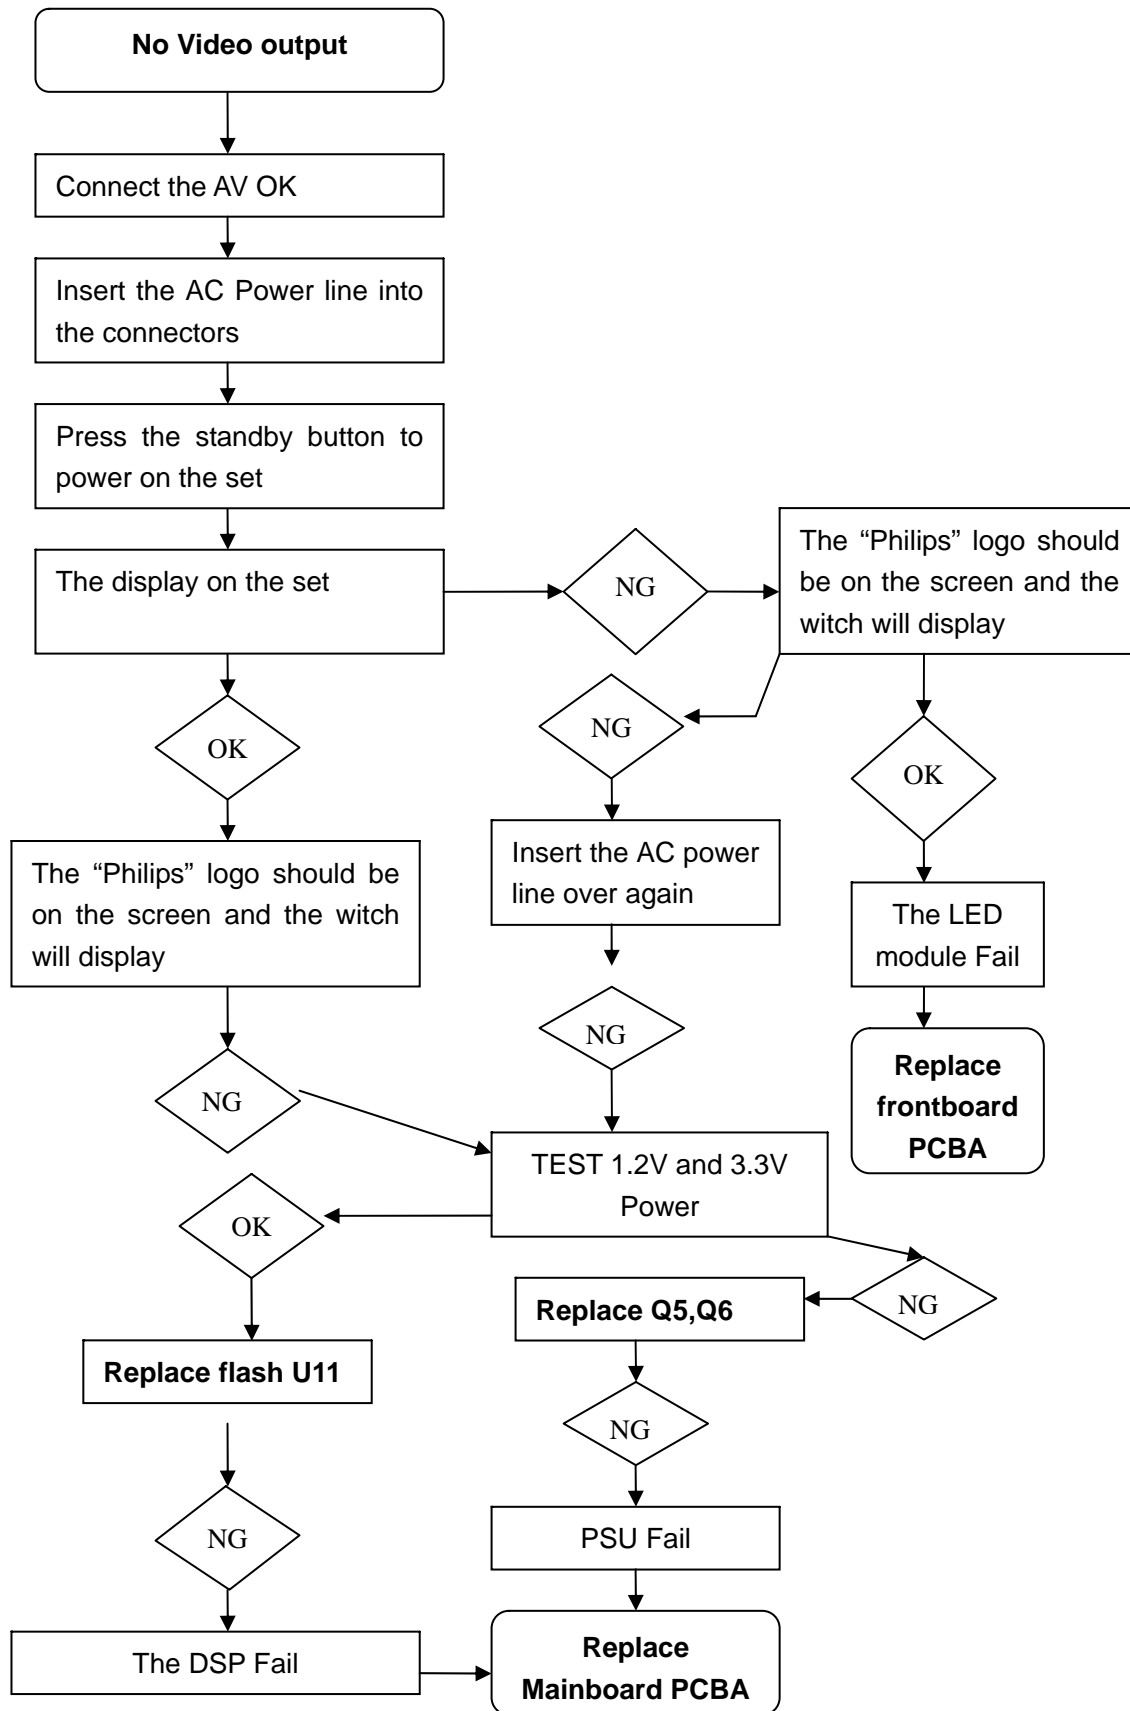 No Video output
Connect the AV OK
Insert the AC Power line into
the connectors
Press the standby button to
power on the set
The display on the set
NG
The “Philips” logo should
be on the screen and the
witch will display
OK
NG
OK
The “Philips” logo should be
on the screen and the witch
will display
Insert the AC power
line over again
The LED
module Fail
NG
NG
Replace
frontboard
PCBA
TEST 1.2V and 3.3V
Power
OK
NG
Replace Q5,Q6
Replace flash U11
NG
NG
PSU Fail
The DSP Fail
Replace
Mainboard PCBA